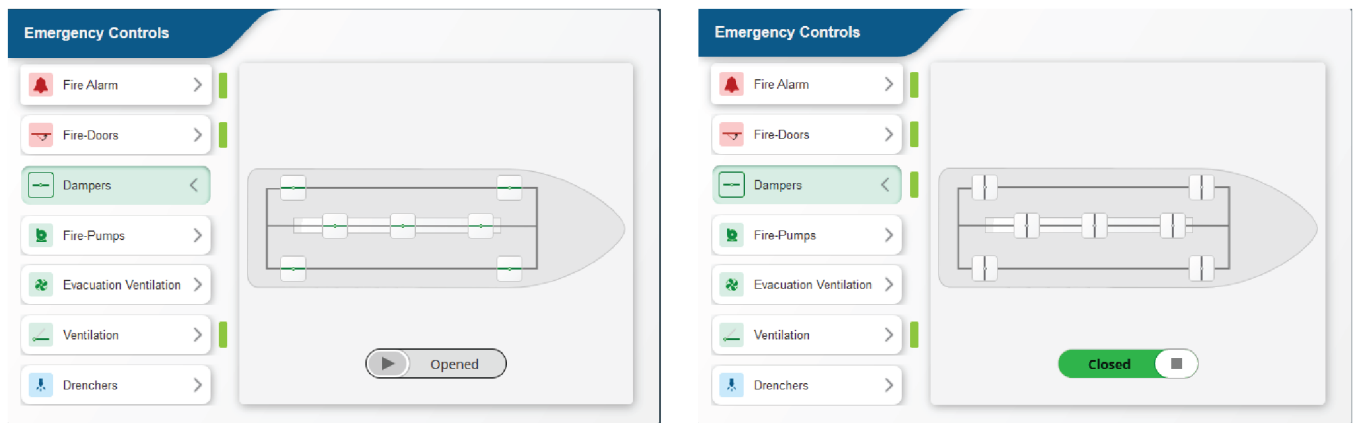 Emergency Controls
Fire Alarm
Fire-Doors
Dampers
Fire-Pumps
Evacuation Ventilation
Ventilation
Drenchers
Opened
Emergency Controls
Fire Alarm
Fire-Doors
Dampers
Fire-Pumps
Evacuation Ventilation
Ventilation
Drenchers
Closed